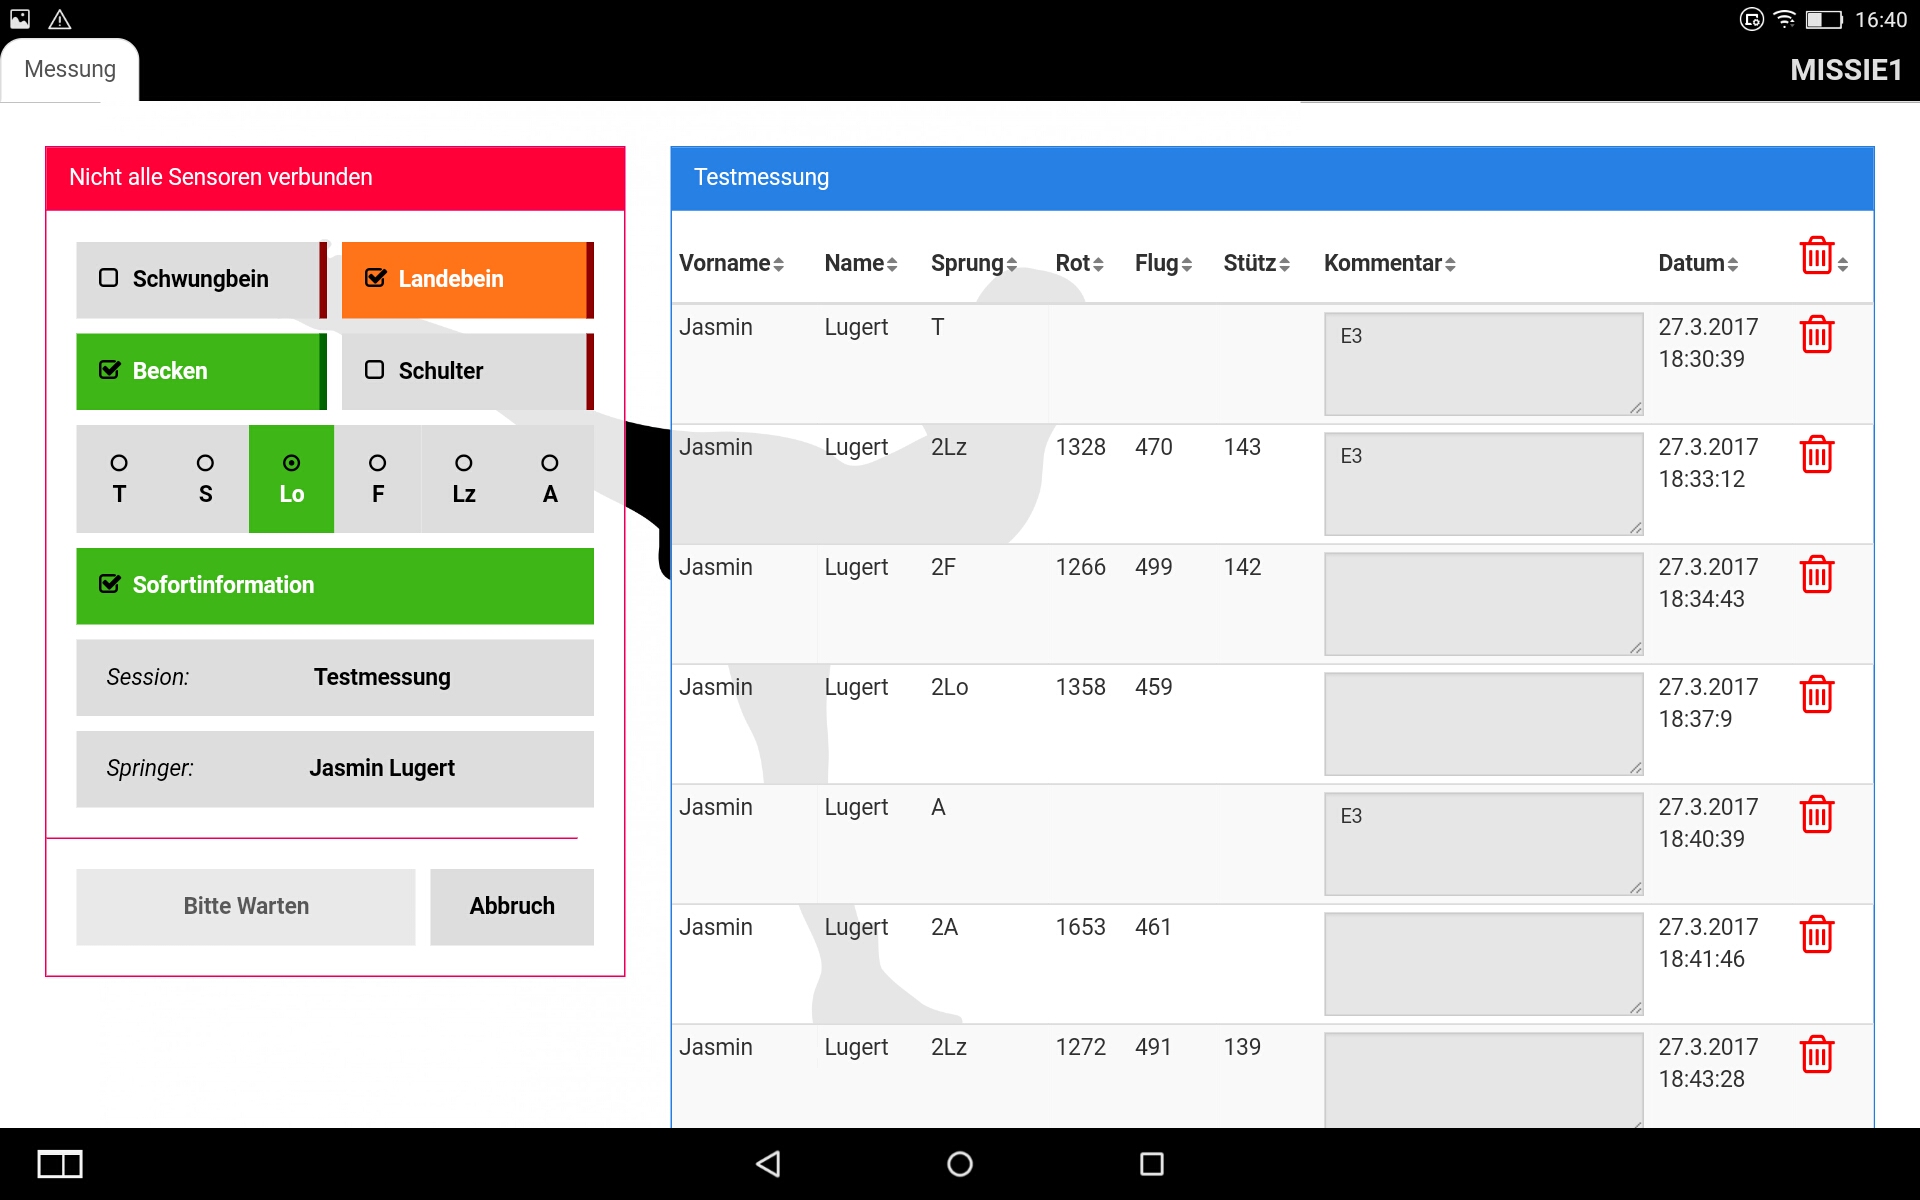 16:40
Messung
MISSIE1
Nicht alle Sensoren verbunden
Schwungbein
Landebein
Becken
Schulter
T S Lo F Lz A
Sofortinformation
Session: Testmessung
Springer: Jasmin Lugert
Bitte Warten
Abbruch
Testmessung
Vorname Name Sprung Rot Flug Stütz Kommentar Datum
Jasmin Lugert T E3 27.3.2017
18:30:39
Jasmin Lugert 2Lz 1328 470 143 E3 27.3.2017
18:33:12
Jasmin Lugert 2F 1266 499 142 27.3.2017
18:34:43
Jasmin Lugert 2Lo 1358 459 27.3.2017
18:37:9
Jasmin Lugert A E3 27.3.2017
18:40:39
Jasmin Lugert 2A 1653 461 27.3.2017
18:41:46
Jasmin Lugert 2Lz 1272 491 139 27.3.2017
18:43:28